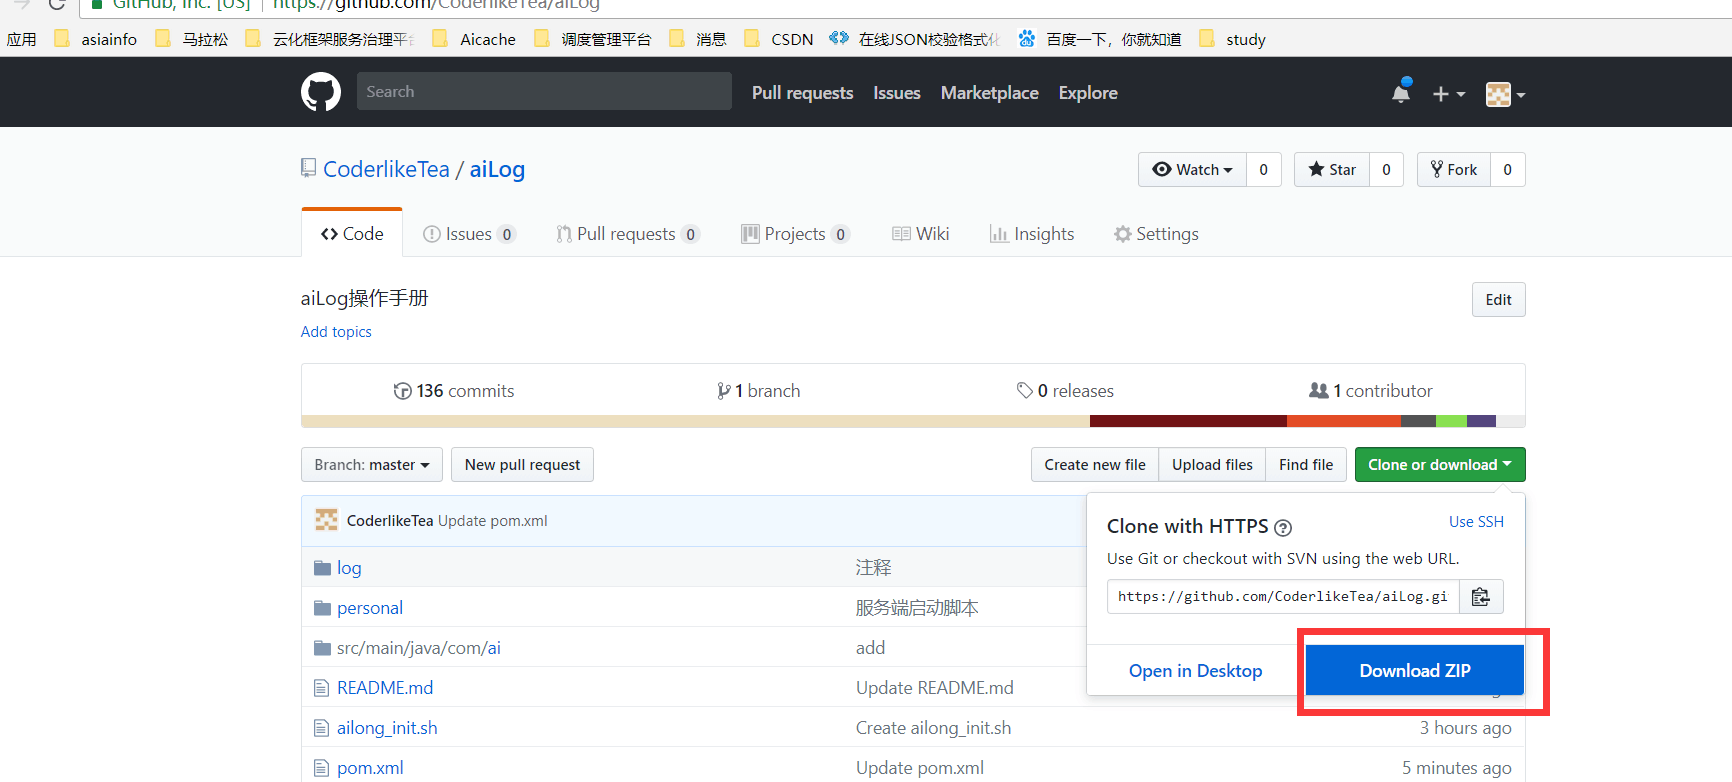 GitHub, Inc. [US] https://github.com/CoderlikeTea/aiLog
应用 asiainfo 马拉松 云化框架服务治理平台 Aicache 调度管理平台 消息 CSDN 在线JSON校验格式化 百度一下，你就知道 study
Search Pull requests Issues Marketplace Explore
CoderlikeTea / aiLog Watch 0 Star 0 Fork 0
Code Issues 0 Pull requests 0 Projects 0 Wiki Insights Settings
aiLog操作手册 Edit
Add topics
136 commits 1 branch 0 releases 1 contributor
Branch: master New pull request Create new file Upload files Find file Clone or download
CoderlikeTea Update pom.xml
Clone with HTTPS Use SSH
Use Git or checkout with SVN using the web URL.
https://github.com/CoderlikeTea/aiLog.gi
Open in Desktop Download ZIP
log 注释
personal 服务端启动脚本
src/main/java/com/ai add
README.md Update README.md
ailong_init.sh Create ailong_init.sh 3 hours ago
pom.xml Update pom.xml 5 minutes ago